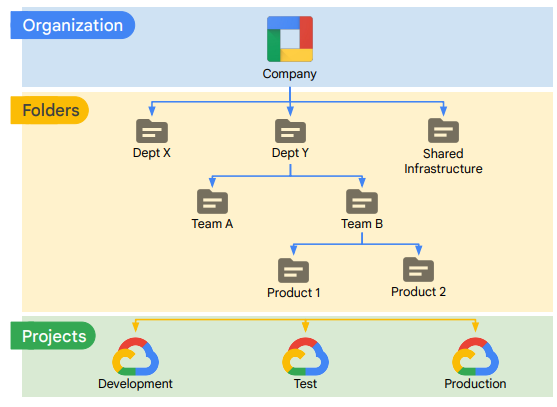 Organization
Company
Folders
Dept X
Dept Y
Shared
Infrastructure
Team A
Team B
Product 1
Product 2
Projects
Development
Test
Production